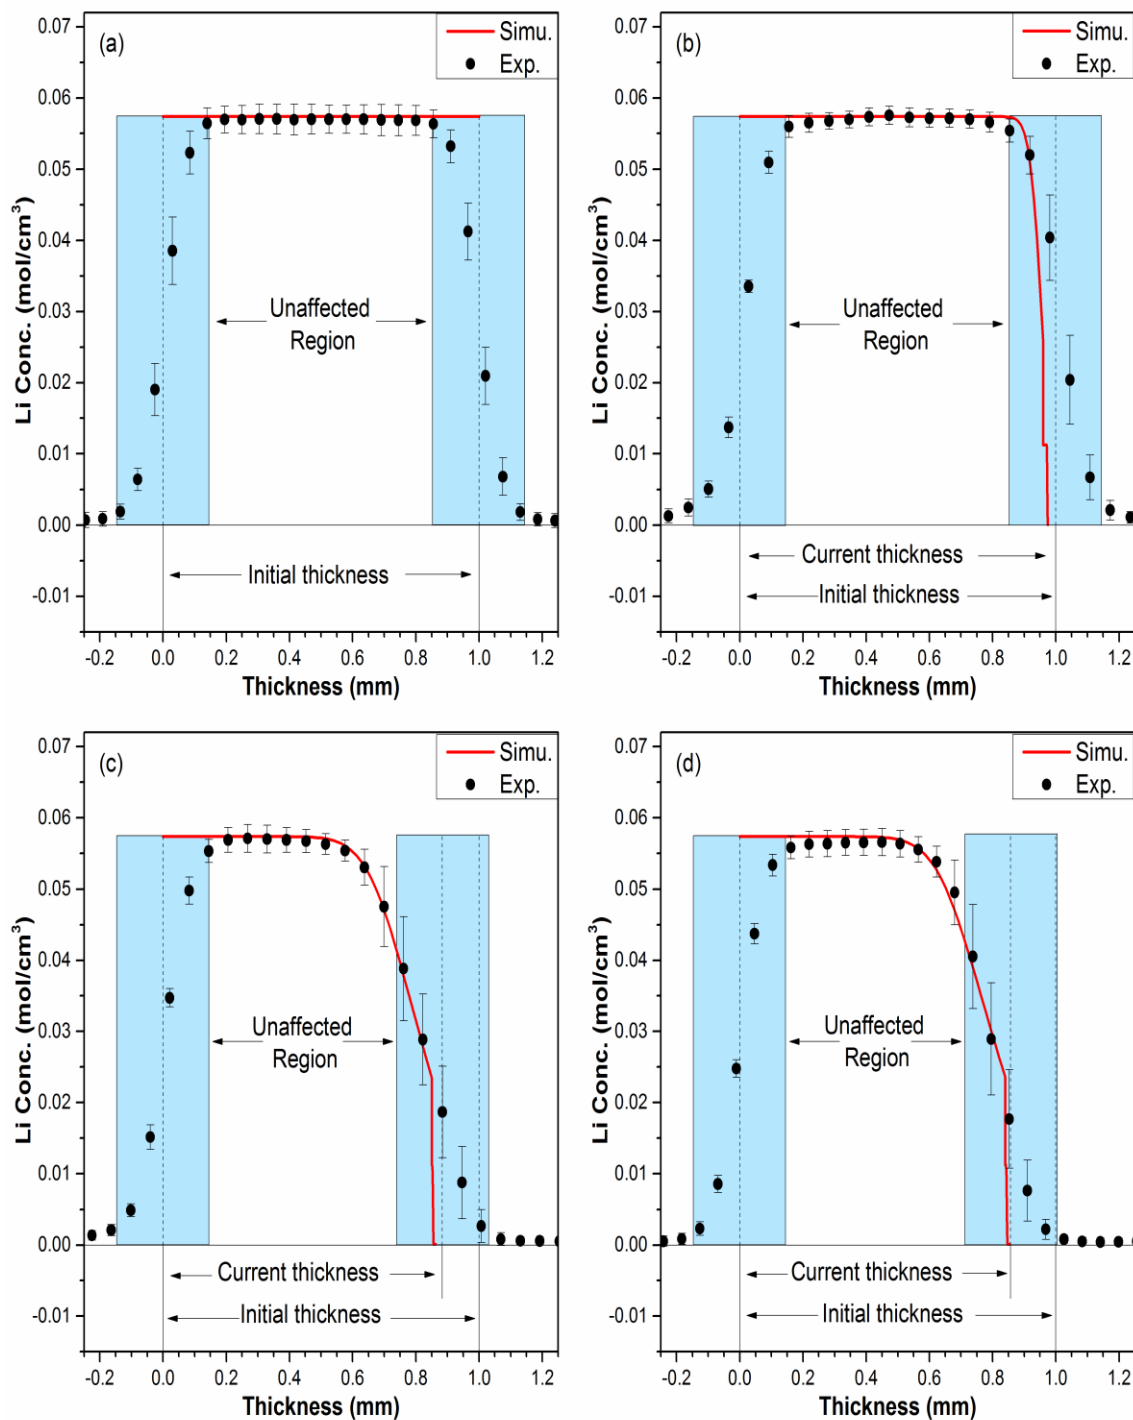 (a)
Simu.
Exp.
0.07
0.06
0.05
0.04
0.03
0.02
0.01
0.00
-0.01
Li Conc. (mol/cm³)
Unaffected
Region
Initial thickness
-0.2 0.0 0.2 0.4 0.6 0.8 1.0 1.2
Thickness (mm)
(b)
Simu.
Exp.
0.07
0.06
0.05
0.04
0.03
0.02
0.01
0.00
-0.01
Li Conc. (mol/cm³)
Unaffected
Region
Current thickness
Initial thickness
-0.2 0.0 0.2 0.4 0.6 0.8 1.0 1.2
Thickness (mm)
(c)
Simu.
Exp.
0.07
0.06
0.05
0.04
0.03
0.02
0.01
0.00
-0.01
Li Conc. (mol/cm³)
Unaffected
Region
Current thickness
Initial thickness
-0.2 0.0 0.2 0.4 0.6 0.8 1.0 1.2
Thickness (mm)
(d)
Simu.
Exp.
0.07
0.06
0.05
0.04
0.03
0.02
0.01
0.00
-0.01
Li Conc. (mol/cm³)
Unaffected
Region
Current thickness
Initial thickness
-0.2 0.0 0.2 0.4 0.6 0.8 1.0 1.2
Thickness (mm)